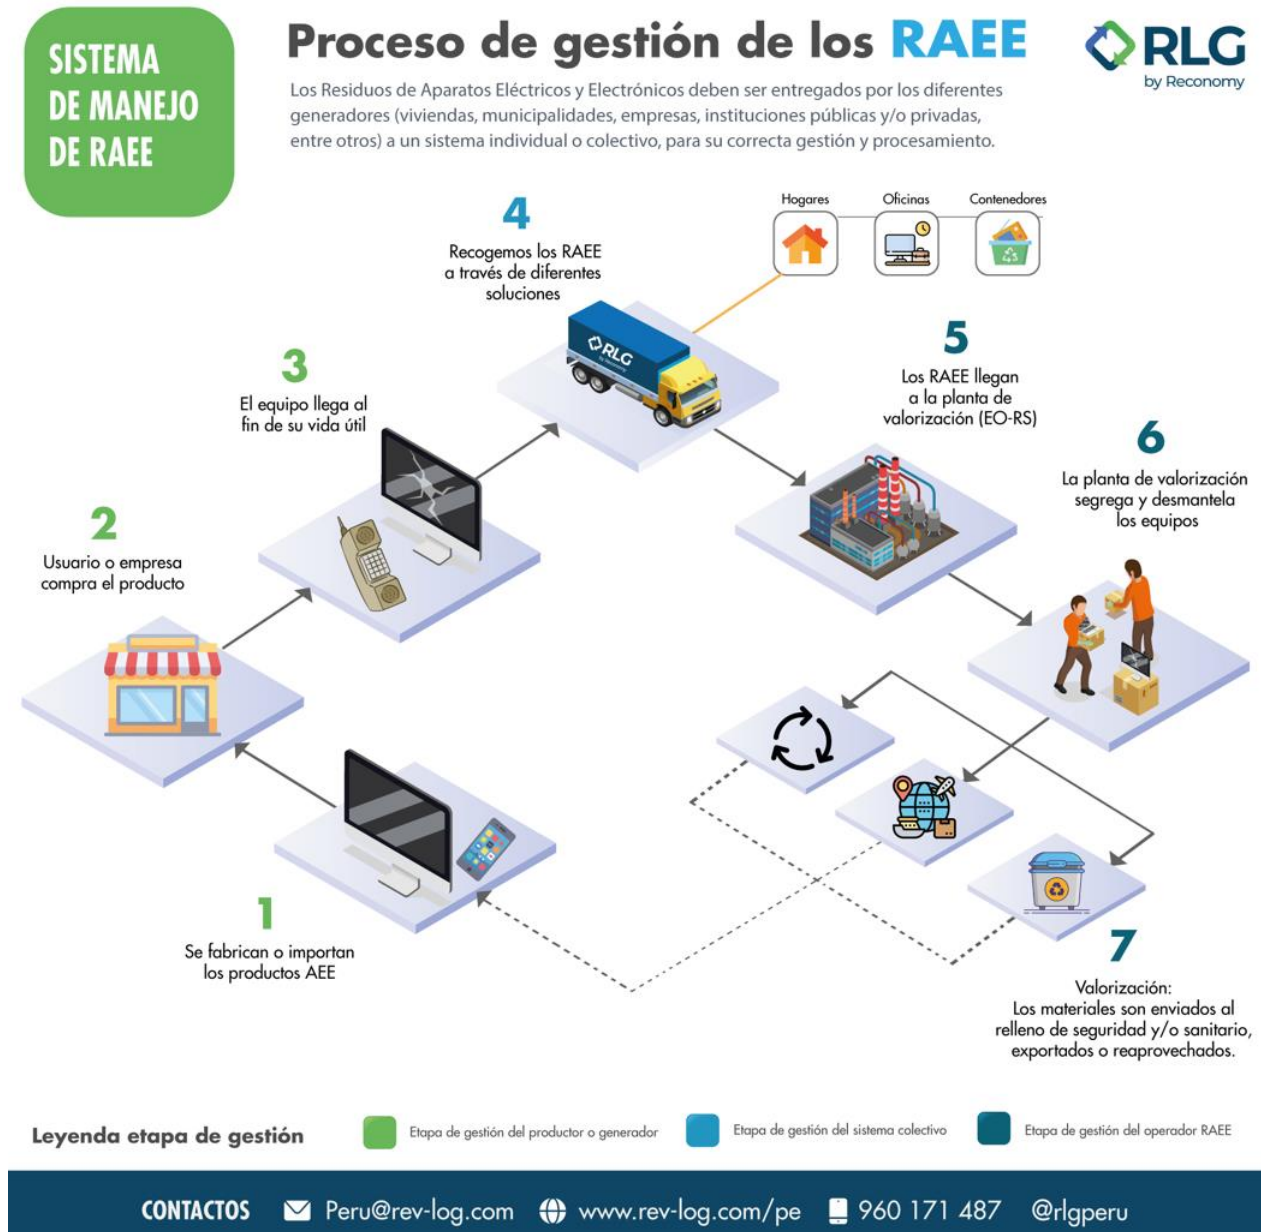 SISTEMA
DE MANEJO
DE RAEE
Proceso de gestión de los RAEE
RLG
by Reconomy
Los Residuos de Aparatos Eléctricos y Electrónicos deben ser entregados por los diferentes
generadores (viviendas, municipalidades, empresas, instituciones públicas y/o privadas,
entre otros) a un sistema individual o colectivo, para su correcta gestión y procesamiento.
Hogares
Oficinas
Contenedores
4
Recogemos los RAEE
a través de diferentes
soluciones
RLG
by Reconomy
3
El equipo llega al
fin de su vida útil
5
Los RAEE llegan
a la planta de
valorización (EO-RS)
6
La planta de valorización
segrega y desmantela
los equipos
2
Usuario o empresa
compra el producto
1
Se fabrican o importan
los productos AEE
7
Valorización:
Los materiales son enviados al
relleno de seguridad y/o sanitario,
exportados o reaprovechados.
Leyenda etapa de gestión
Etapa de gestión del productor o generador
Etapa de gestión del sistema colectivo
Etapa de gestión del operador RAEE
CONTACTOS
Peru@rev-log.com
www.rev-log.com/pe
960 171 487
@rlgperu